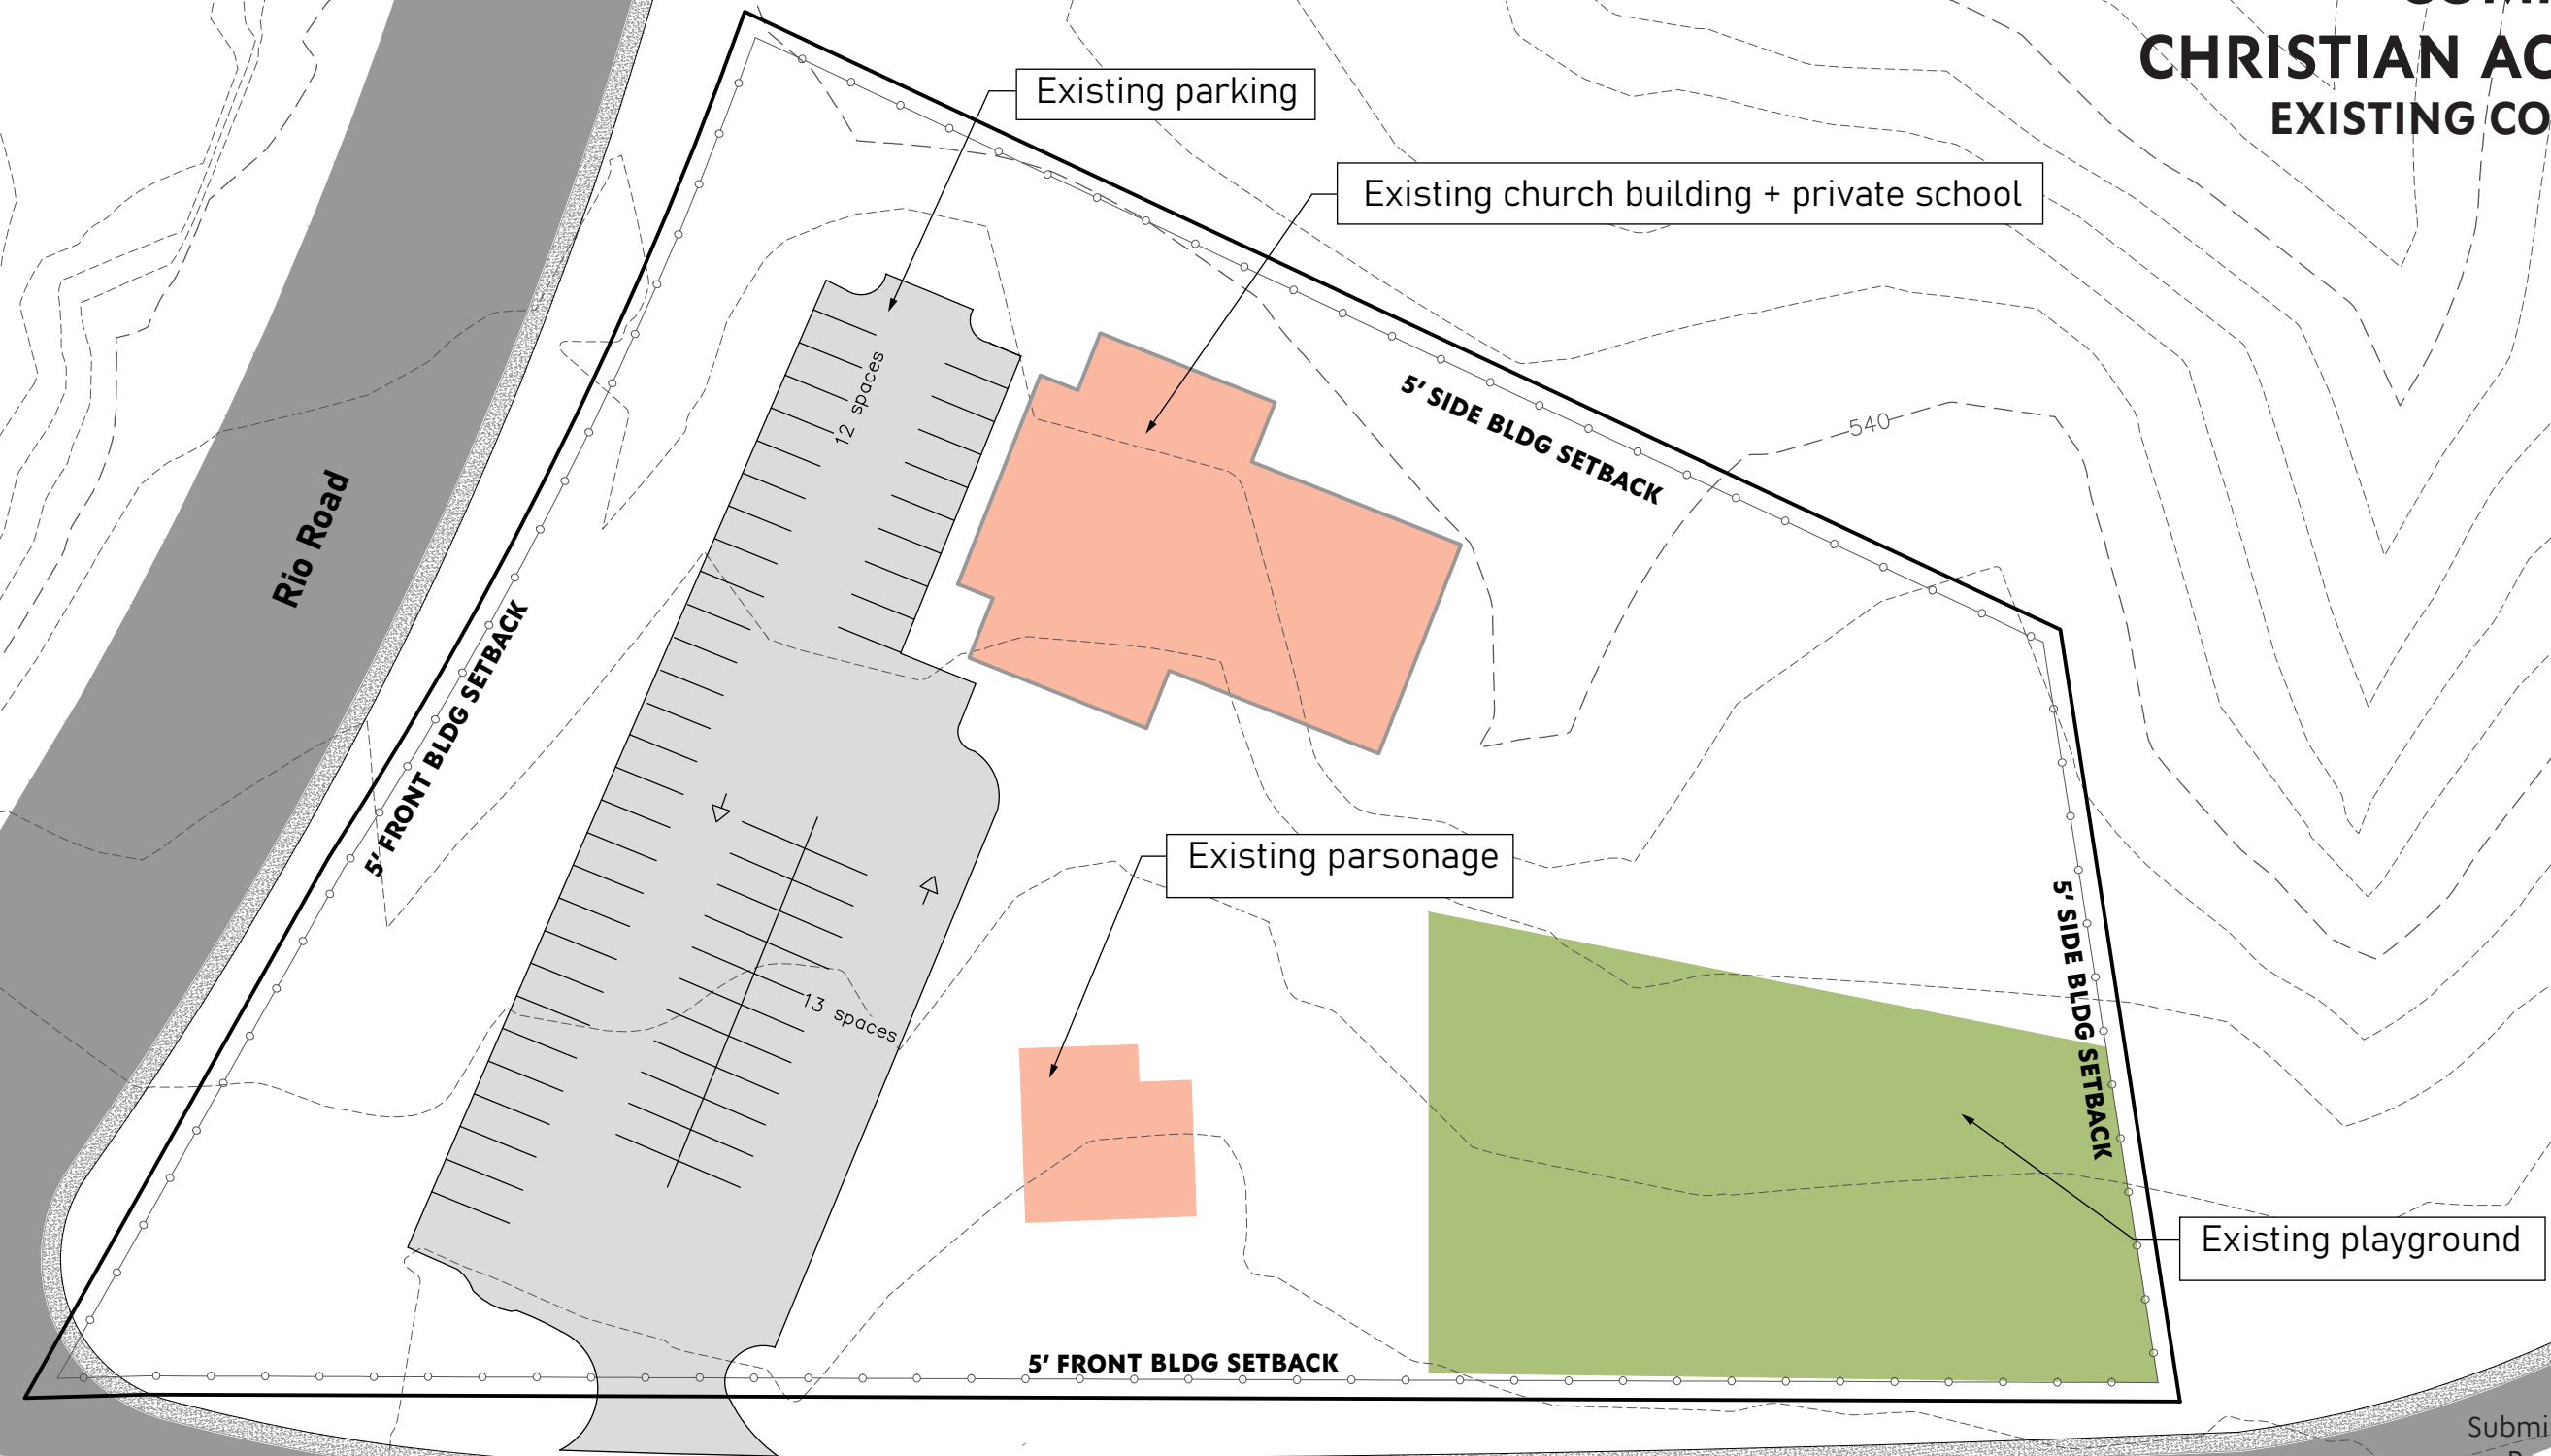 CHRISTIAN AC
EXISTING CO
Existing parking
Existing church building + private school
12 spaces
5' SIDE BLDG SETBACK
540
Rio Road
5' FRONT BLDG SETBACK
Existing parsonage
5' SIDE BLDG SETBACK
13 spaces
Existing playground
5' FRONT BLDG SETBACK
Submi